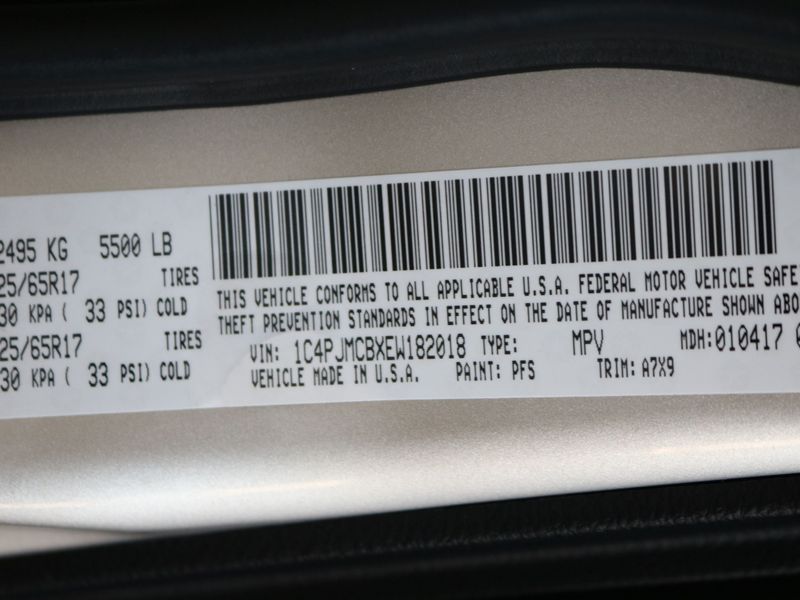 2495 KG 5500 LB
25/65R17 TIRES
30 KPA ( 33 PSI) COLD
25/65R17 TIRES
30 KPA ( 33 PSI) COLD
THIS VEHICLE CONFORMS TO ALL APPLICABLE U.S.A. FEDERAL MOTOR VEHICLE SAFE
THEFT PREVENTION STANDARDS IN EFFECT ON THE DATE OF MANUFACTURE SHOWN ABO
VIN: 1C4PJMCBXEW182018 TYPE: MPV MDH: 010417 0
VEHICLE MADE IN U.S.A. PAINT: PFS TRIM: A7X9